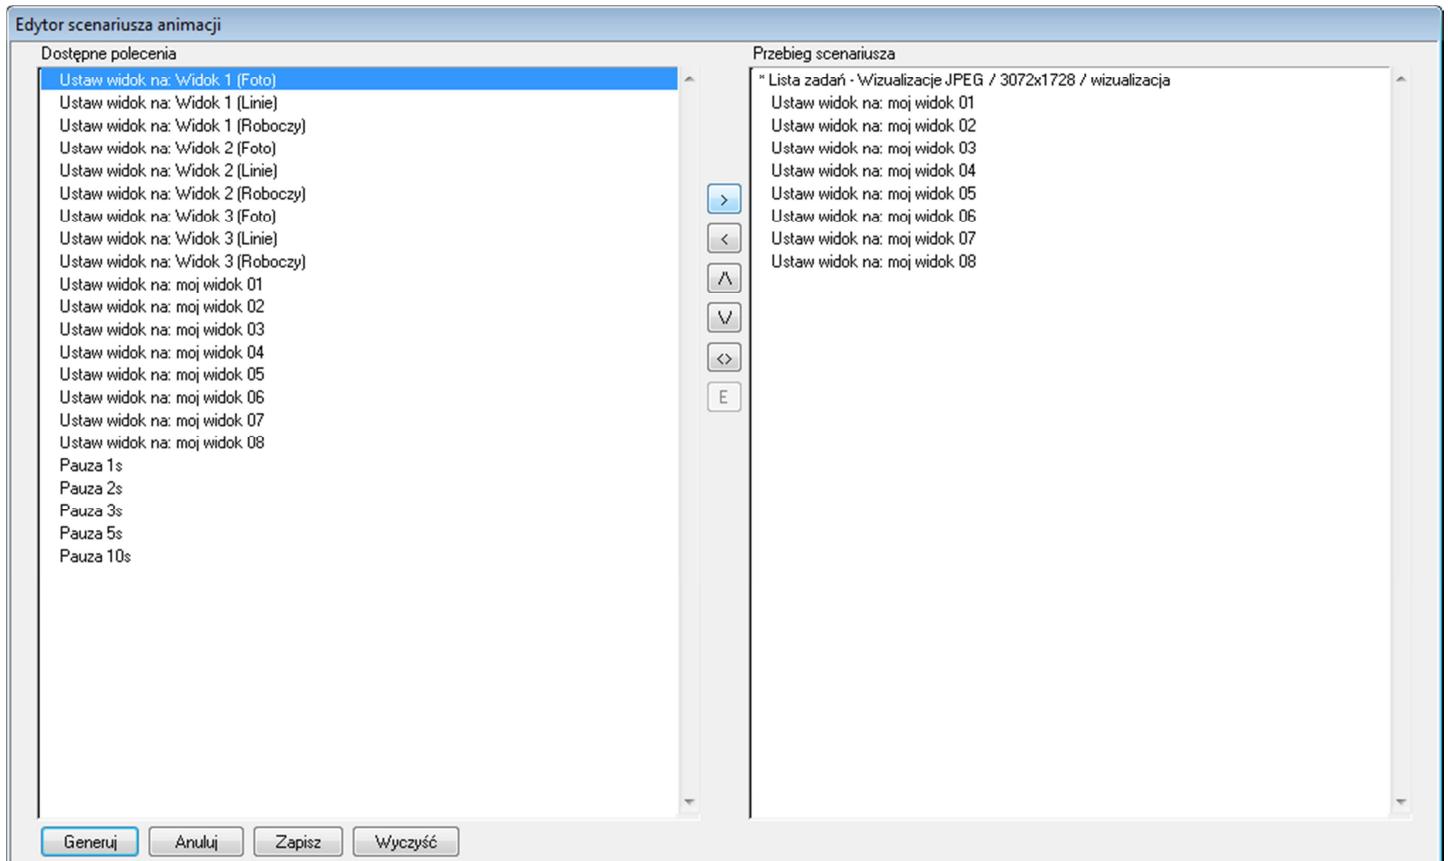 Edytor scenariusza animacji
Dostępne polecenia
Ustaw widok na: Widok 1 (Foto)
Ustaw widok na: Widok 1 (Linie)
Ustaw widok na: Widok 1 (Roboczy)
Ustaw widok na: Widok 2 (Foto)
Ustaw widok na: Widok 2 (Linie)
Ustaw widok na: Widok 2 (Roboczy)
Ustaw widok na: Widok 3 (Foto)
Ustaw widok na: Widok 3 (Linie)
Ustaw widok na: Widok 3 (Roboczy)
Ustaw widok na: moj widok 01
Ustaw widok na: moj widok 02
Ustaw widok na: moj widok 03
Ustaw widok na: moj widok 04
Ustaw widok na: moj widok 05
Ustaw widok na: moj widok 06
Ustaw widok na: moj widok 07
Ustaw widok na: moj widok 08
Pauza 1s
Pauza 2s
Pauza 3s
Pauza 5s
Pauza 10s
>
<
/\
\/
<>
E
Przebieg scenariusza
* Lista zadań - Wizualizacje JPEG / 3072x1728 / wizualizacja
Ustaw widok na: moj widok 01
Ustaw widok na: moj widok 02
Ustaw widok na: moj widok 03
Ustaw widok na: moj widok 04
Ustaw widok na: moj widok 05
Ustaw widok na: moj widok 06
Ustaw widok na: moj widok 07
Ustaw widok na: moj widok 08
Generuj
Anuluj
Zapisz
Wyczyść